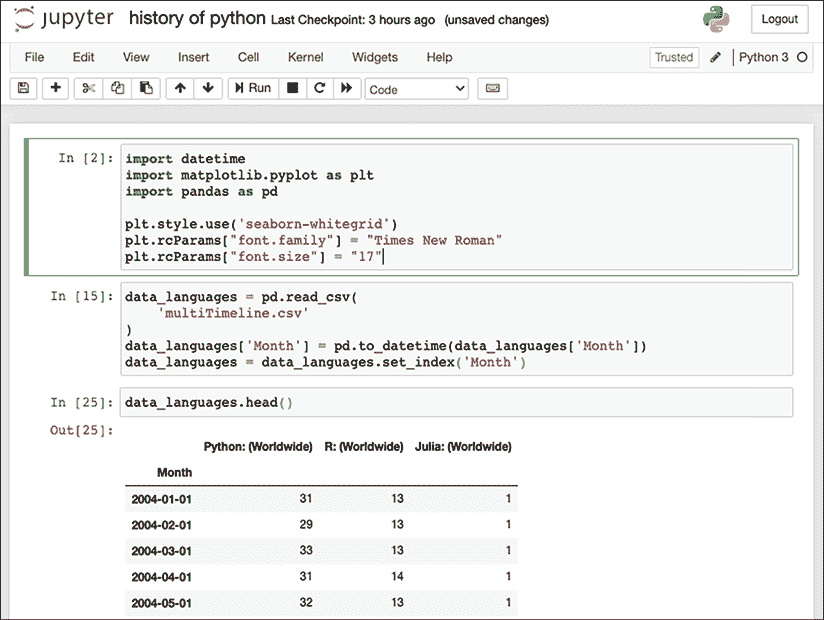 jupyter history of python Last Checkpoint: 3 hours ago (unsaved changes) Logout
File Edit View Insert Cell Kernel Widgets Help Trusted Python 3
Run Code
In [2]: import datetime
import matplotlib.pyplot as plt
import pandas as pd
plt.style.use('seaborn-whitegrid')
plt.rcParams["font.family"] = "Times New Roman"
plt.rcParams["font.size"] = "17"
In [15]: data_languages = pd.read_csv(
'multiTimeline.csv'
)
data_languages['Month'] = pd.to_datetime(data_languages['Month'])
data_languages = data_languages.set_index('Month')
In [25]: data_languages.head()
Out[25]:
Python: (Worldwide) R: (Worldwide) Julia: (Worldwide)
Month
2004-01-01 31 13 1
2004-02-01 29 13 1
2004-03-01 33 13 1
2004-04-01 31 14 1
2004-05-01 32 13 1